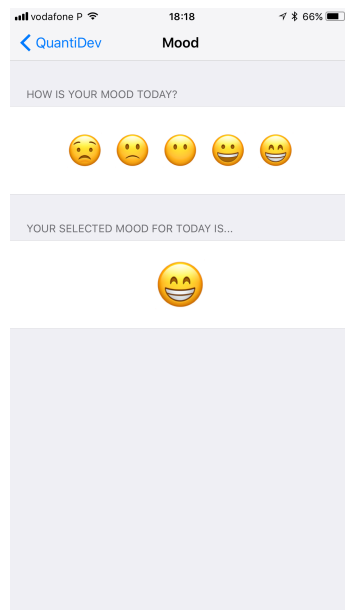 vodafone P 18:18 66%
QuantiDev Mood
HOW IS YOUR MOOD TODAY?
YOUR SELECTED MOOD FOR TODAY IS...